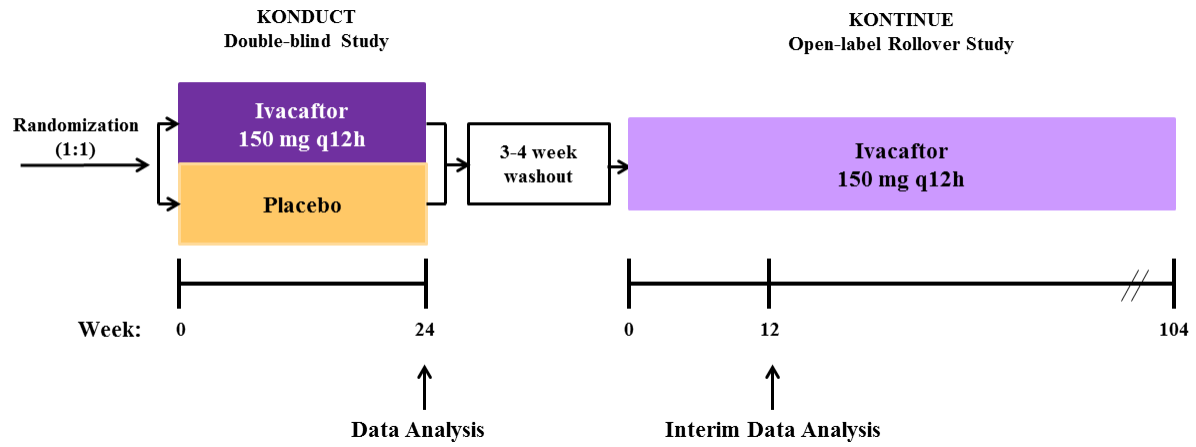 KONDUCT
Double-blind Study
KONTINUE
Open-label Rollover Study
Randomization
(1:1)
Ivacaftor
150 mg q12h
Placebo
3-4 week
washout
Ivacaftor
150 mg q12h
Week:
0
24
0
12
104
Data Analysis
Interim Data Analysis